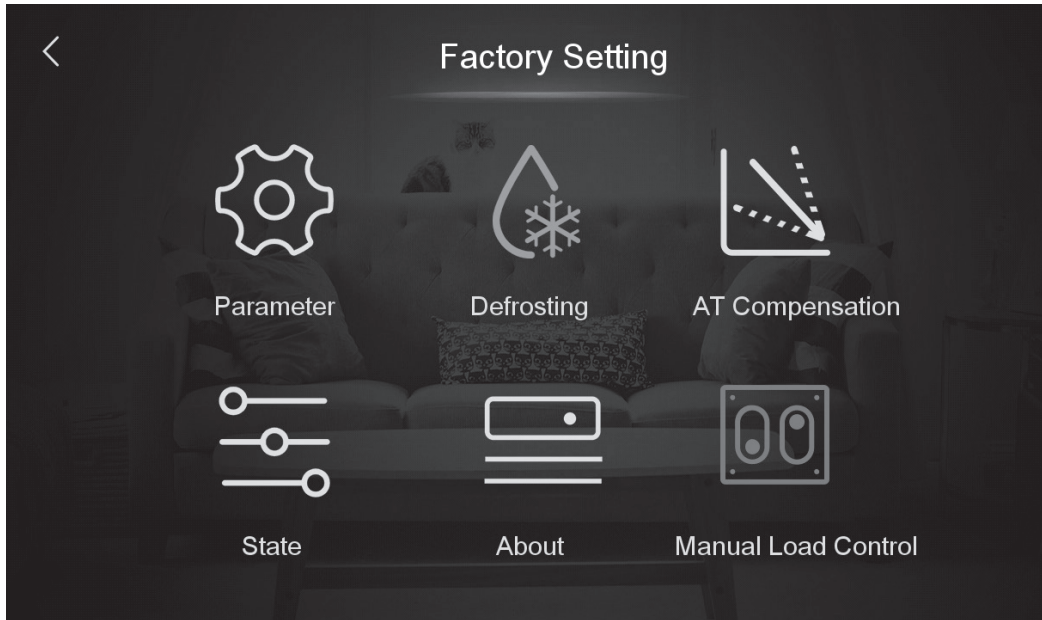 Factory Setting
Parameter
Defrosting
AT Compensation
State
About
Manual Load Control